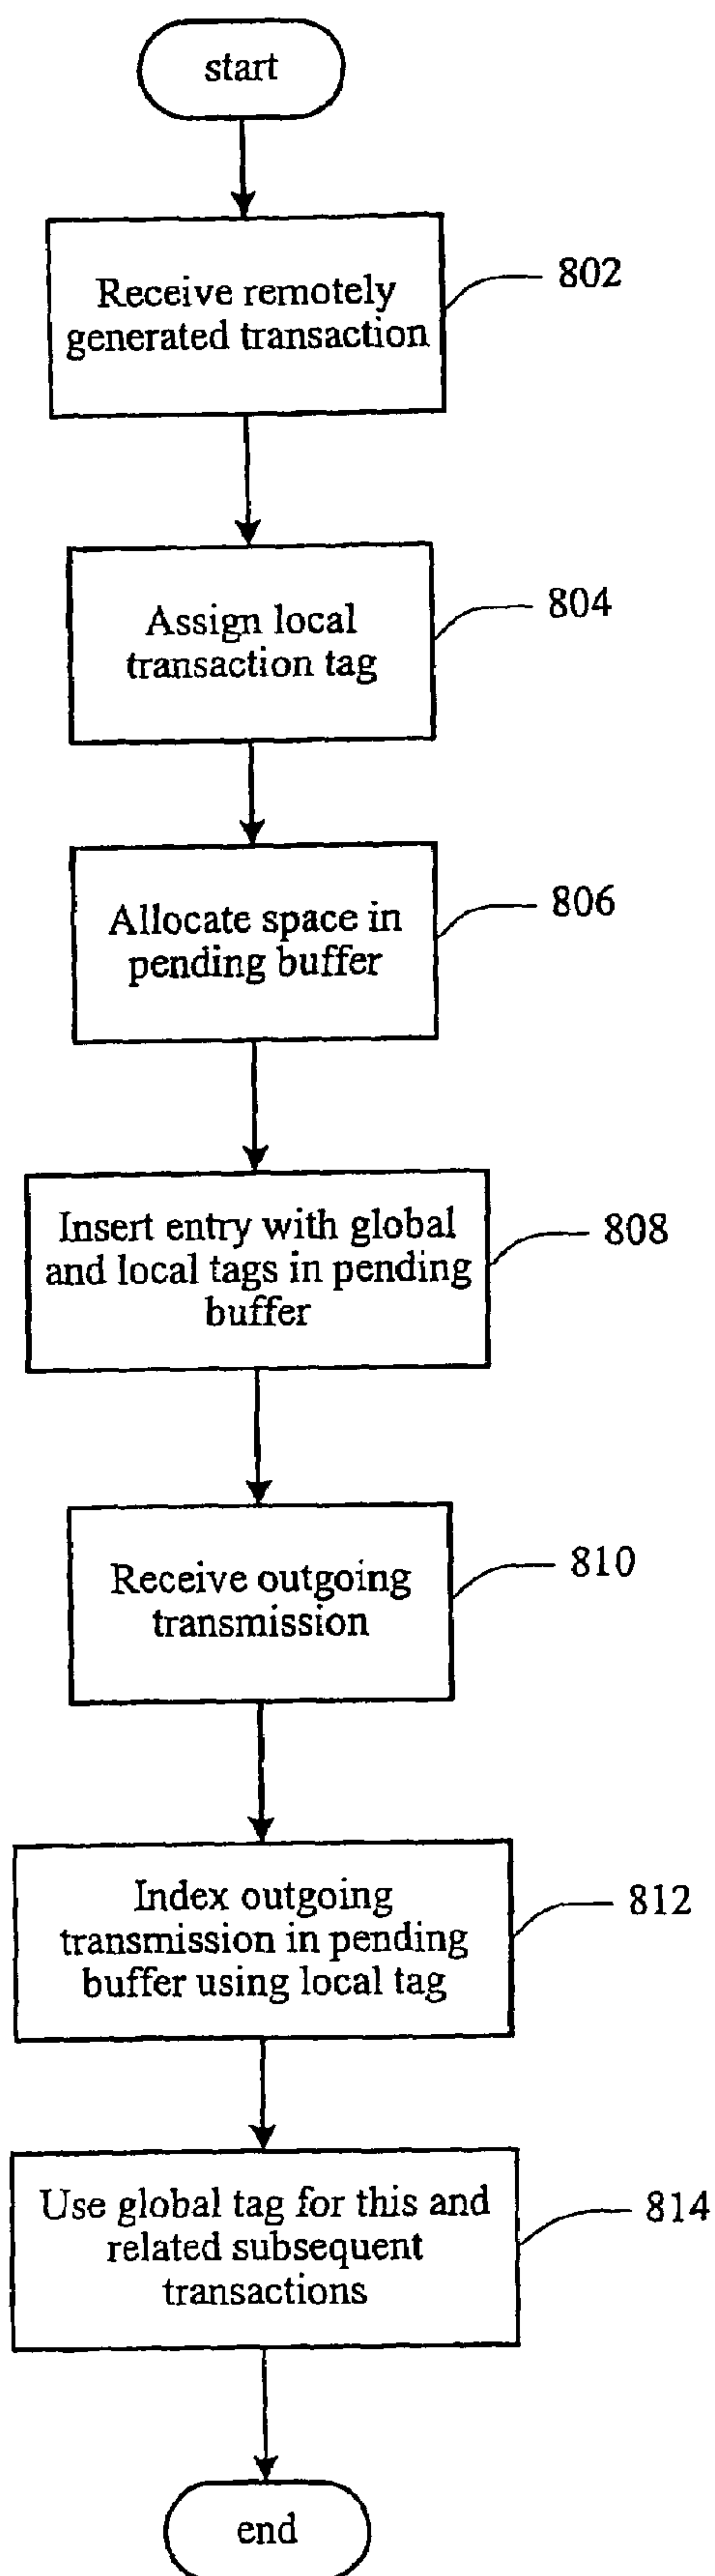 start
Receive remotely
generated transaction
802
Assign local
transaction tag
804
Allocate space in
pending buffer
806
Insert entry with global
and local tags in pending
buffer
808
Receive outgoing
transmission
810
Index outgoing
transmission in pending
buffer using local tag
812
Use global tag for this and
related subsequent
transactions
814
end